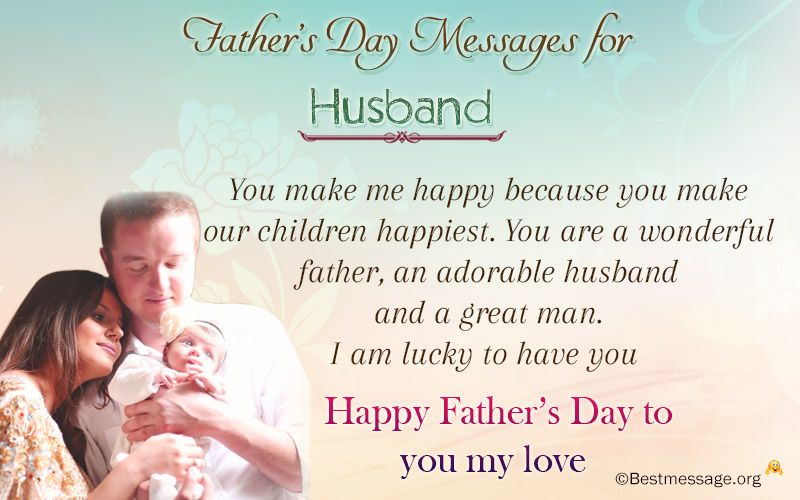 Father's Day Messages for
Husband
You make me happy because you make
our children happiest. You are a wonderful
father, an adorable husband
and a great man.
I am lucky to have you
Happy Father's Day to
you my love
©Bestmessage.org